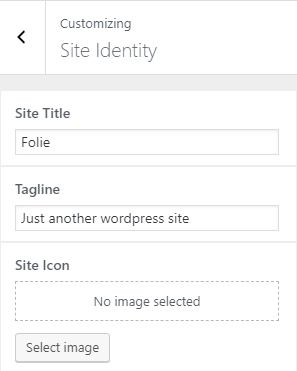 Customizing
Site Identity
Site Title
Folie
Tagline
Just another wordpress site
Site Icon
No image selected
Select image